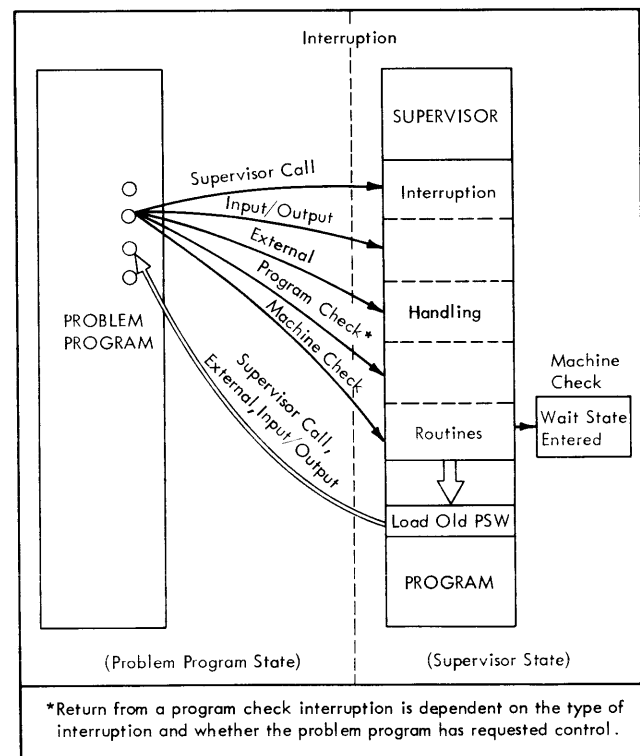 Interruption
SUPERVISOR
Supervisor Call
Interruption
Input/Output
External
Program Check*
Handling
Machine Check
PROBLEM
PROGRAM
Supervisor Call,
External, Input/Output
Machine
Check
Wait State
Entered
Routines
Load Old PSW
PROGRAM
(Problem Program State)
(Supervisor State)
*Return from a program check interruption is dependent on the type of
interruption and whether the problem program has requested control.